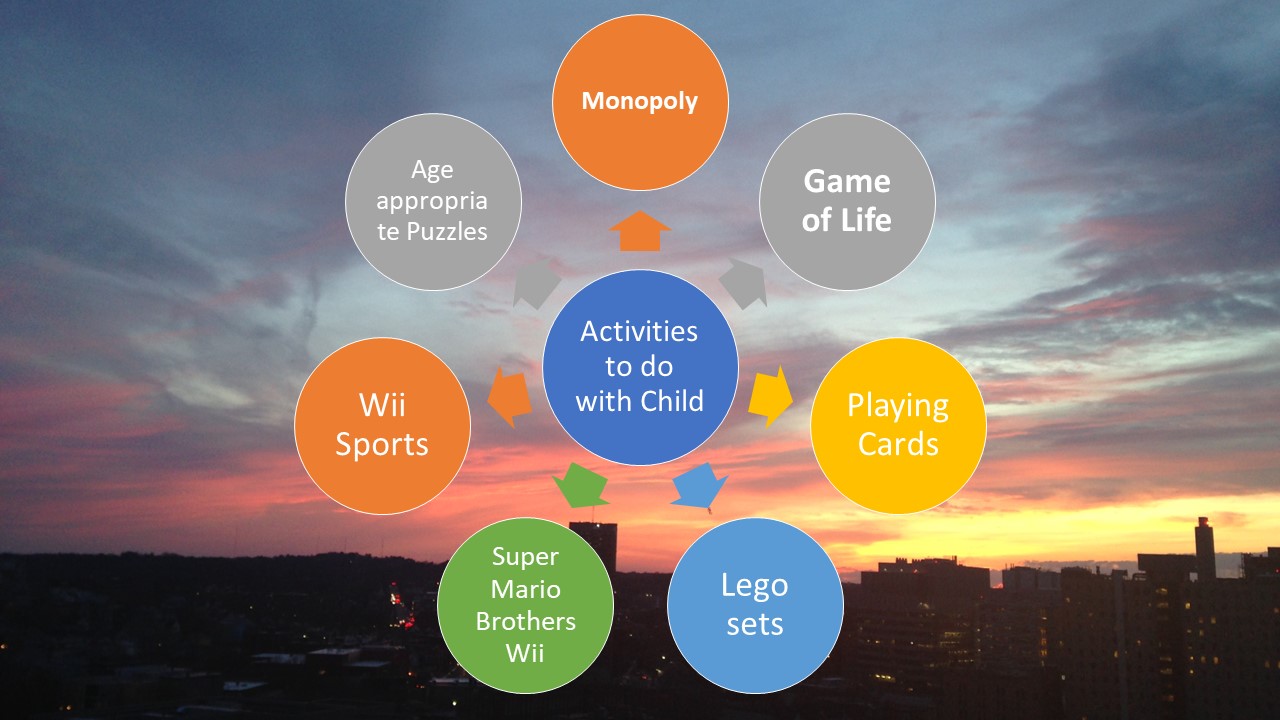 Monopoly
Game
of Life
Playing
Cards
Lego
sets
Super
Mario
Brothers
Wii
Wii
Sports
Age
appropria
te Puzzles
Activities
to do
with Child